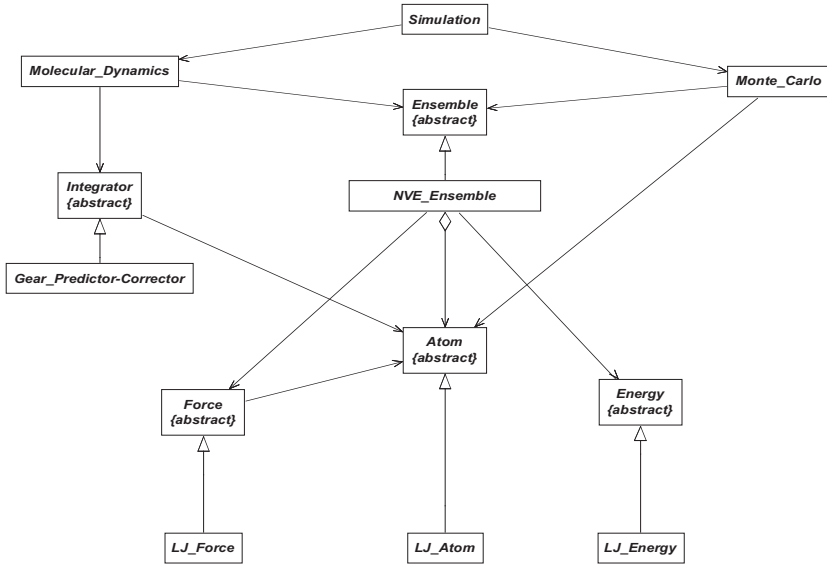 Simulation
Molecular_Dynamics
Monte_Carlo
Ensemble
{abstract}
Integrator
{abstract}
NVE_Ensemble
Gear_Predictor-Corrector
Atom
{abstract}
Force
{abstract}
Energy
{abstract}
LJ_Force
LJ_Atom
LJ_Energy